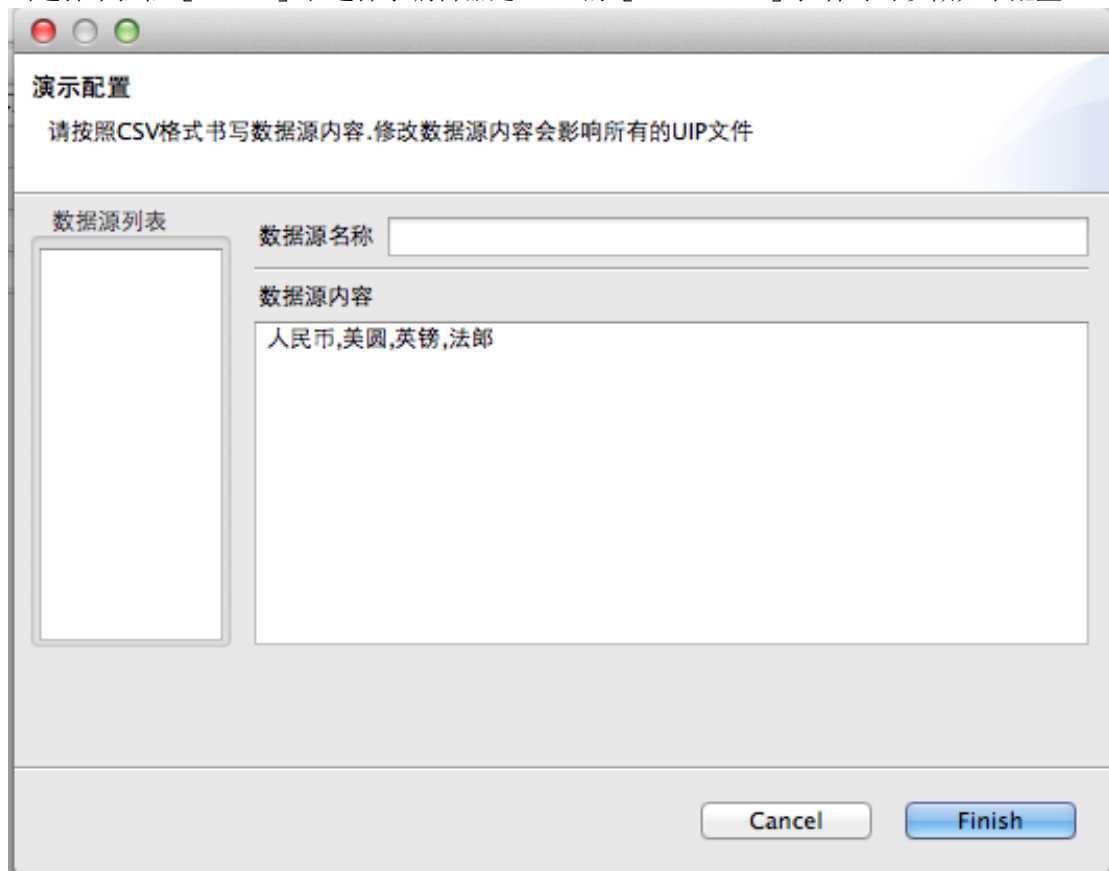 演示配置
请按照CSV格式书写数据源内容.修改数据源内容会影响所有的UIP文件
数据源列表
数据源名称
数据源内容
人民币,美圆,英镑,法郎
Cancel
Finish